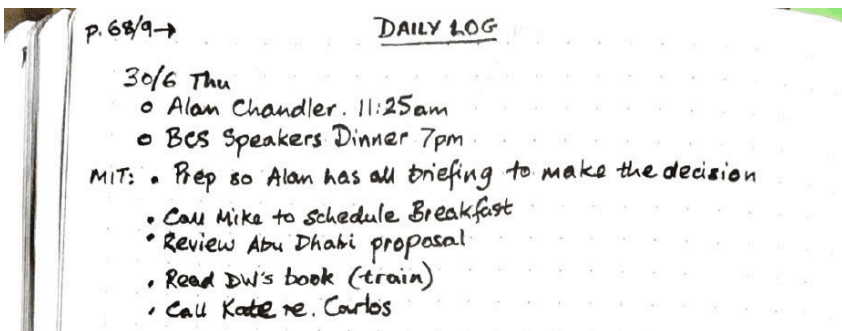 p. 68/9→
DAILY LOG
30/6 Thu
o Alan Chandler. 11:25am
o BCS Speakers Dinner 7pm
MIT: • Prep so Alan has all briefing to make the decision
• Call Mike to schedule Breakfast
• Review Abu Dhabi proposal
• Read DW's book (train)
• Call Kate re. Carlos